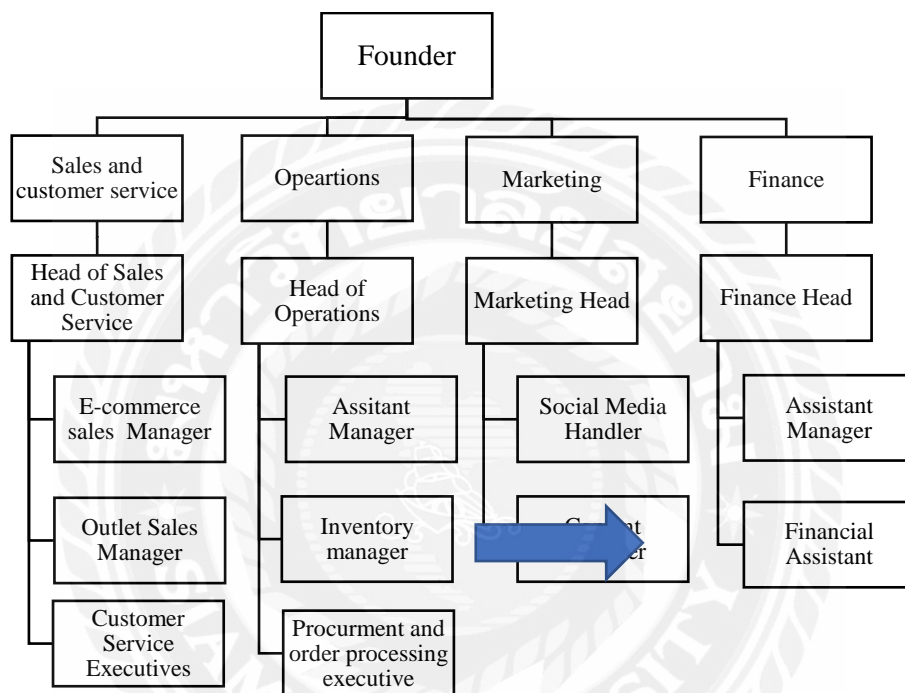 Founder
Sales and
customer service
Opeartions
Marketing
Finance
Head of Sales
and Customer
Service
Head of
Operations
Marketing Head
Finance Head
E-commerce
sales Manager
Assitant
Manager
Social Media
Handler
Assistant
Manager
Outlet Sales
Manager
Inventory
manager
Financial
Assistant
Customer
Service
Executives
Procurment and
order processing
executive